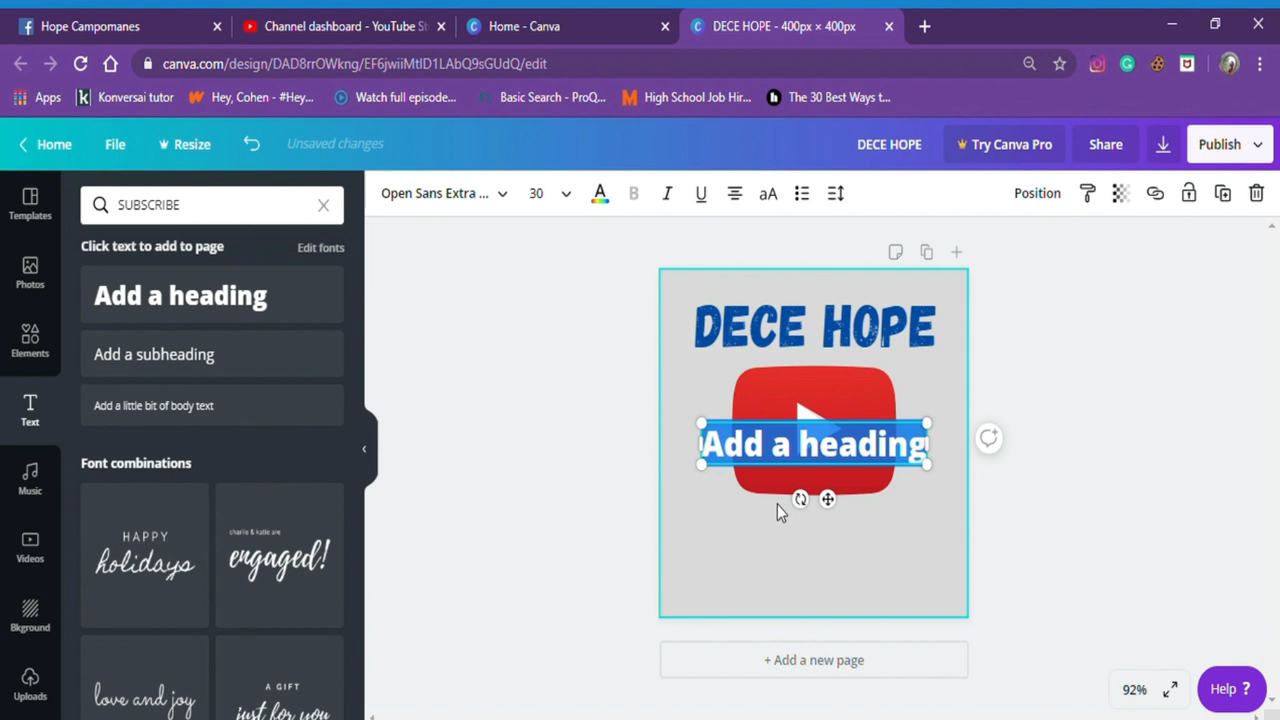 Hope Campomanes
Channel dashboard - YouTube St
Home - Canva
DECE HOPE - 400px × 400px
canva.com/design/DAD8rrOWkng/EF6jwiiMtID1LAbQ9sGUdQ/edit
Apps
Konversai tutor
Hey, Cohen - #Hey...
Watch full episode...
Basic Search - ProQ...
High School Job Hir...
The 30 Best Ways t...
Home
File
Resize
Unsaved changes
DECE HOPE
Try Canva Pro
Share
Publish
Templates
Photos
Elements
Text
Music
Videos
Bkground
Uploads
SUBSCRIBE
Click text to add to page
Edit fonts
Add a heading
Add a subheading
Add a little bit of body text
Font combinations
HAPPY
holidays
charlie & katie are
engaged!
love and joy
A GIFT
just for you
Open Sans Extra ...
30
A
B
I
U
aA
Position
DECE HOPE
Add a heading
+ Add a new page
92%
Help ?